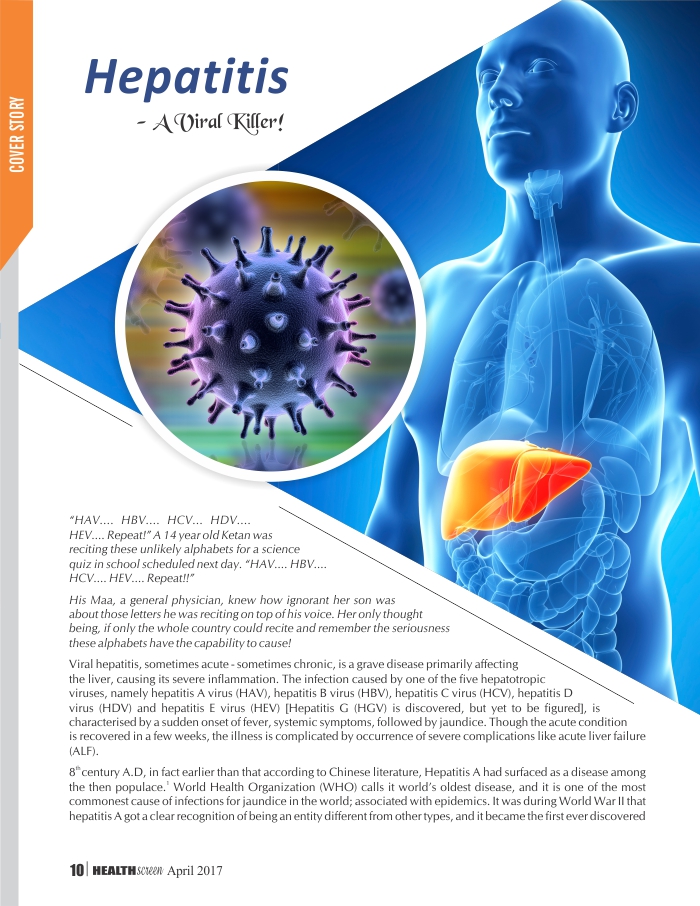 COVER STORY
Hepatitis
- A Viral Killer!
“HAV.... HBV.... HCV... HDV....
HEV.... Repeat!” A 14 year old Ketan was
reciting these unlikely alphabets for a science
quiz in school scheduled next day. “HAV.... HBV....
HCV.... HEV.... Repeat!!”
His Maa, a general physician, knew how ignorant her son was
about those letters he was reciting on top of his voice. Her only thought
being, if only the whole country could recite and remember the seriousness
these alphabets have the capability to cause!
Viral hepatitis, sometimes acute - sometimes chronic, is a grave disease primarily affecting
the liver, causing its severe inflammation. The infection caused by one of the five hepatotropic
viruses, namely hepatitis A virus (HAV), hepatitis B virus (HBV), hepatitis C virus (HCV), hepatitis D
virus (HDV) and hepatitis E virus (HEV) [Hepatitis G (HGV) is discovered, but yet to be figured], is
characterised by a sudden onset of fever, systemic symptoms, followed by jaundice. Though the acute condition
is recovered in a few weeks, the illness is complicated by occurrence of severe complications like acute liver failure
(ALF).
8th century A.D, in fact earlier than that according to Chinese literature, Hepatitis A had surfaced as a disease among
the then populace.1 World Health Organization (WHO) calls it world’s oldest disease, and it is one of the most
commonest cause of infections for jaundice in the world; associated with epidemics. It was during World War II that
hepatitis A got a clear recognition of being an entity different from other types, and it became the first ever discovered
10 HEALTHscreen April 2017